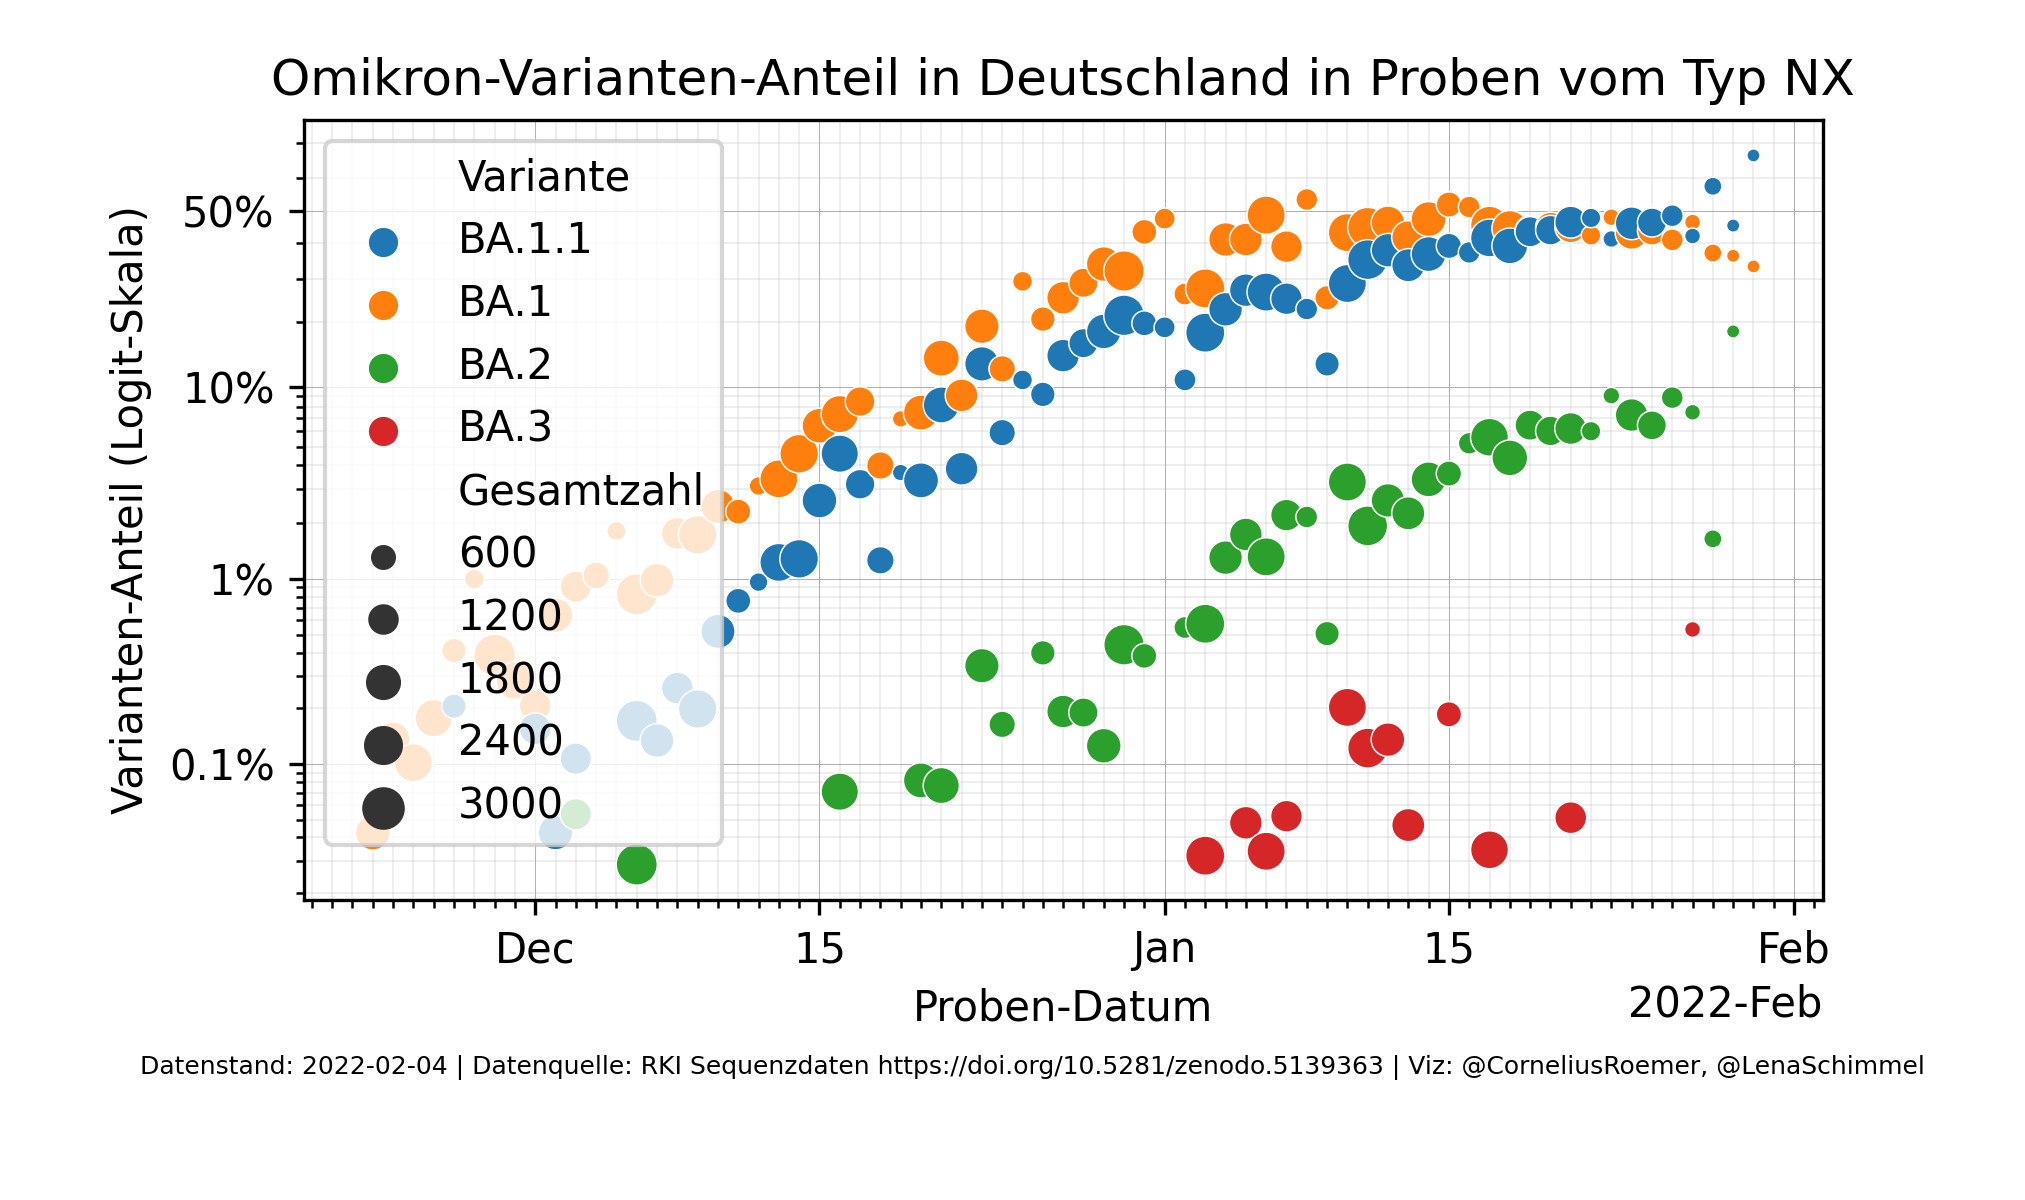 Omikron-Varianten-Anteil in Deutschland in Proben vom Typ NX
Varianten-Anteil (Logit-Skala)
50%
10%
1%
0.1%
Variante
BA.1.1
BA.1
BA.2
BA.3
Gesamtzahl
600
1200
1800
2400
3000
Dec 15 Jan 15 Feb
Proben-Datum
2022-Feb
Datenstand: 2022-02-04 | Datenquelle: RKI Sequenzdaten https://doi.org/10.5281/zenodo.5139363 | Viz: @CorneliusRoemer, @LenaSchimmel